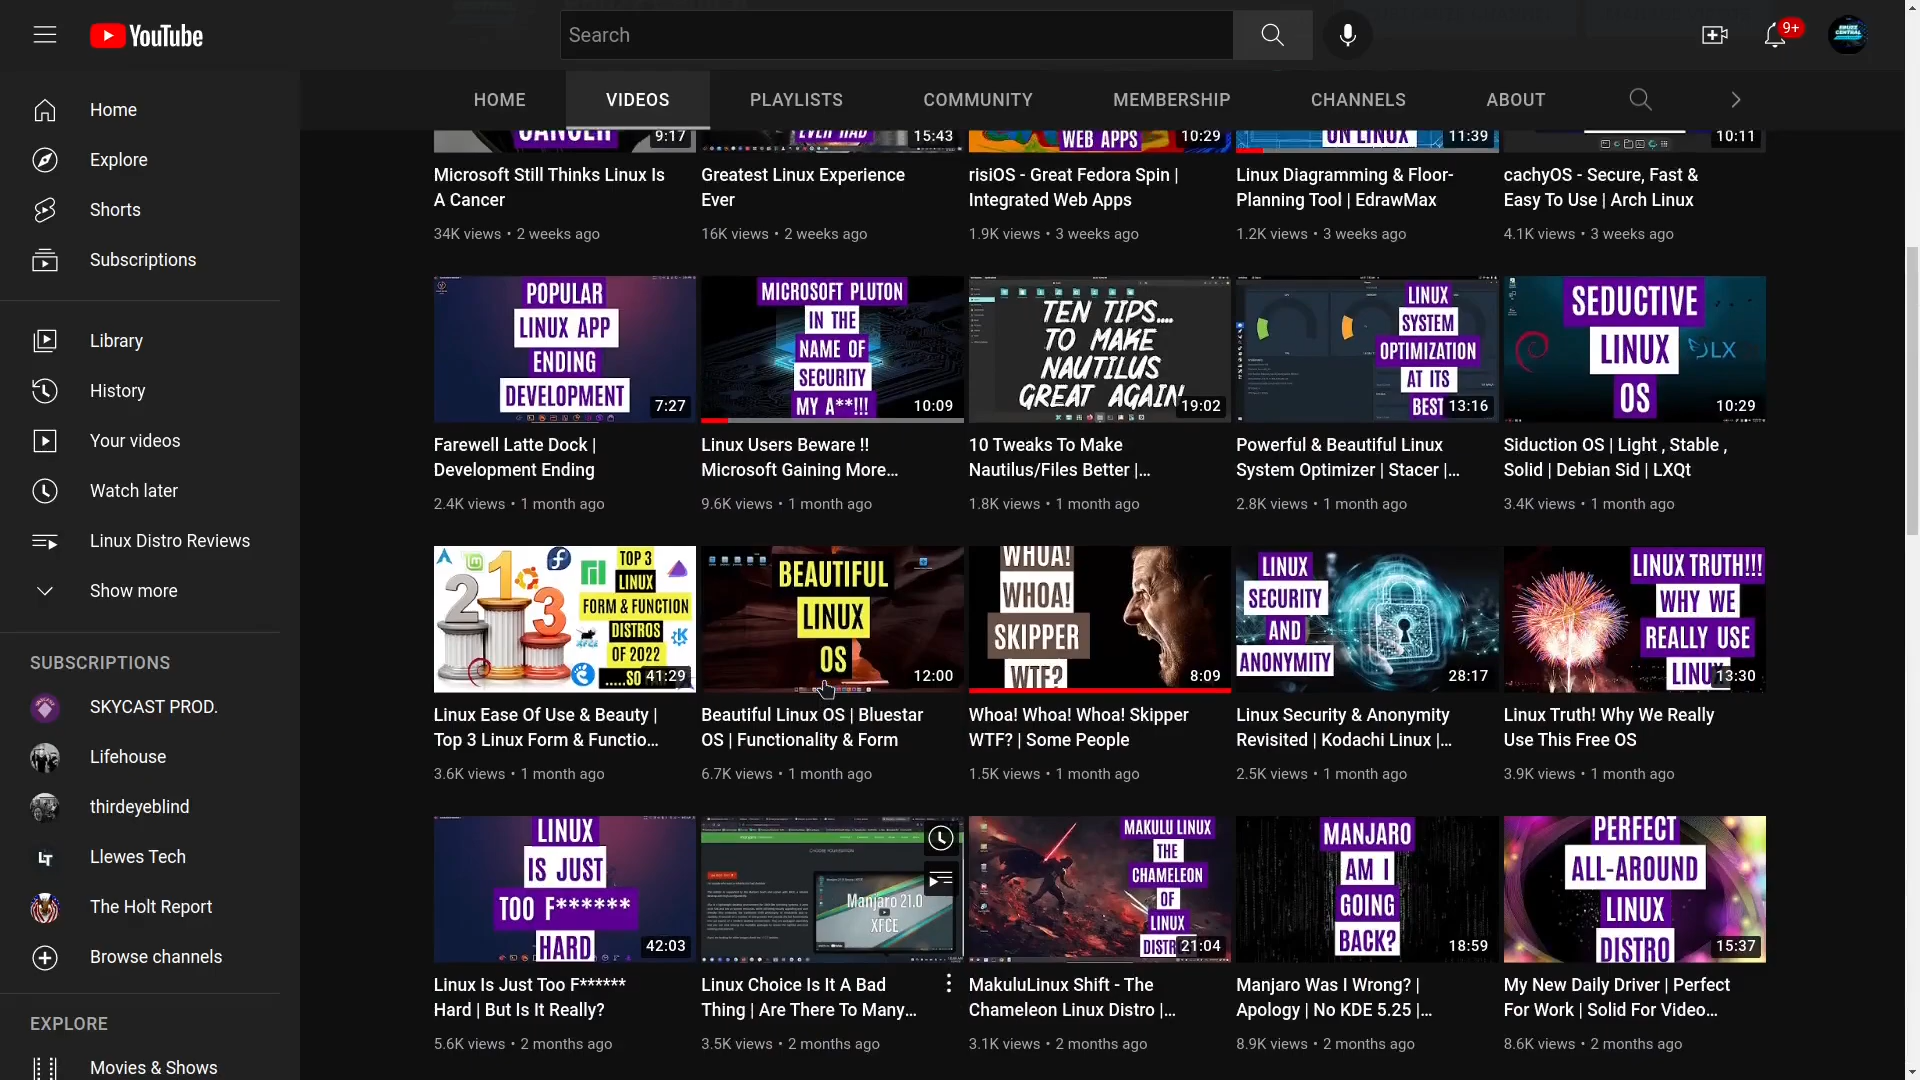 YouTube
Search
9+
HOME
VIDEOS
PLAYLISTS
COMMUNITY
MEMBERSHIP
CHANNELS
ABOUT
Home
Explore
Shorts
Subscriptions
Library
History
Your videos
Watch later
Linux Distro Reviews
Show more
SUBSCRIPTIONS
SKYCAST PROD.
Lifehouse
thirdeyeblind
Llewes Tech
The Holt Report
Browse channels
EXPLORE
Movies & Shows
CANCER
9:17
Microsoft Still Thinks Linux Is
A Cancer
34K views • 2 weeks ago
EVER HAD
15:43
Greatest Linux Experience
Ever
16K views • 2 weeks ago
WEB APPS
10:29
risiOS - Great Fedora Spin |
Integrated Web Apps
1.9K views • 3 weeks ago
ON LINUX
11:39
Linux Diagramming & Floor-
Planning Tool | EdrawMax
1.2K views • 3 weeks ago
10:11
cachyOS - Secure, Fast &
Easy To Use | Arch Linux
4.1K views • 3 weeks ago
POPULAR
LINUX APP
ENDING
DEVELOPMENT
7:27
Farewell Latte Dock |
Development Ending
2.4K views • 1 month ago
MICROSOFT PLUTON
IN THE
NAME OF
SECURITY
MY A**!!!
10:09
Linux Users Beware !!
Microsoft Gaining More...
9.6K views • 1 month ago
TEN TIPS....
TO MAKE
NAUTILUS
GREAT AGAIN
19:02
10 Tweaks To Make
Nautilus/Files Better |...
1.8K views • 1 month ago
LINUX
SYSTEM
OPTIMIZATION
AT ITS
BEST
13:16
Powerful & Beautiful Linux
System Optimizer | Stacer |...
2.8K views • 1 month ago
SEDUCTIVE
LINUX
OS
LX
10:29
Siduction OS | Light , Stable ,
Solid | Debian Sid | LXQt
3.4K views • 1 month ago
2 1 3
TOP 3
LINUX
FORM & FUNCTION
DISTROS
OF 2022
.....SO
41:29
Linux Ease Of Use & Beauty |
Top 3 Linux Form & Functio...
3.6K views • 1 month ago
BEAUTIFUL
LINUX
OS
12:00
Beautiful Linux OS | Bluestar
OS | Functionality & Form
6.7K views • 1 month ago
WHOA!
WHOA!
SKIPPER
WTF?
8:09
Whoa! Whoa! Whoa! Skipper
WTF? | Some People
1.5K views • 1 month ago
LINUX
SECURITY
AND
ANONYMITY
28:17
Linux Security & Anonymity
Revisited | Kodachi Linux |...
2.5K views • 1 month ago
LINUX TRUTH!!!
WHY WE
REALLY USE
LINU
13:30
Linux Truth! Why We Really
Use This Free OS
3.9K views • 1 month ago
LINUX
IS JUST
TOO F******
HARD
42:03
Linux Is Just Too F******
Hard | But Is It Really?
5.6K views • 2 months ago
Manjaro 21.0
XFCE
Linux Choice Is It A Bad
Thing | Are There To Many...
3.5K views • 2 months ago
MAKULU LINUX
THE
CHAMELEON
OF
LINUX
DISTR
21:04
MakuluLinux Shift - The
Chameleon Linux Distro |...
3.1K views • 2 months ago
MANJARO
AM I
GOING
BACK?
18:59
Manjaro Was I Wrong? |
Apology | No KDE 5.25 |...
8.9K views • 2 months ago
PERFECT
ALL-AROUND
LINUX
DISTRO
15:37
My New Daily Driver | Perfect
For Work | Solid For Video...
8.6K views • 2 months ago